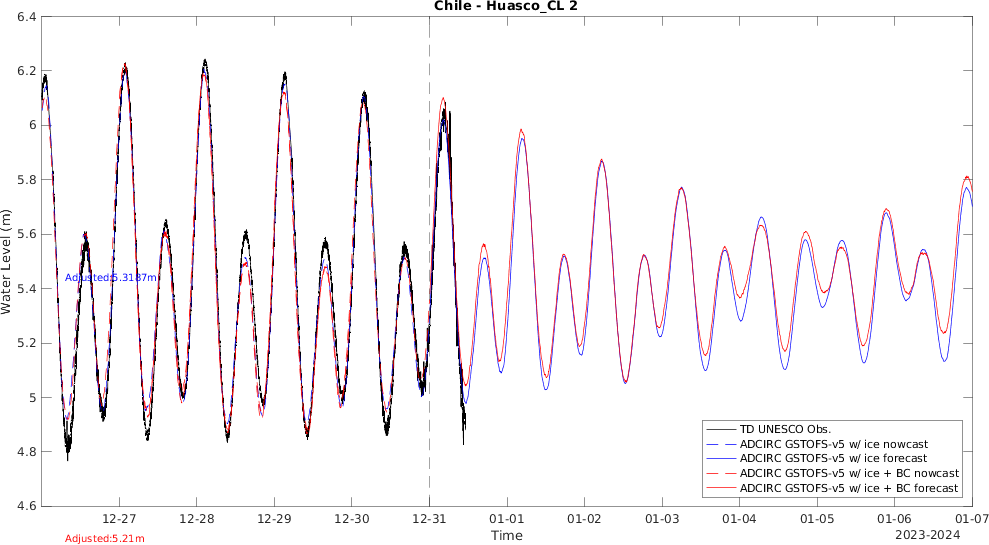 Chile - Huasco_CL 2
6.4
6.2
6
5.8
5.6
5.4
5.2
5
4.8
4.6
Water Level (m)
Adjusted:5.3187m
TD UNESCO Obs.
ADCIRC GSTOFS-v5 w/ ice nowcast
ADCIRC GSTOFS-v5 w/ ice forecast
ADCIRC GSTOFS-v5 w/ ice + BC nowcast
ADCIRC GSTOFS-v5 w/ ice + BC forecast
12-27 12-28 12-29 12-30 12-31 01-01 01-02 01-03 01-04 01-05 01-06 01-07
Time
2023-2024
Adjusted:5.21m